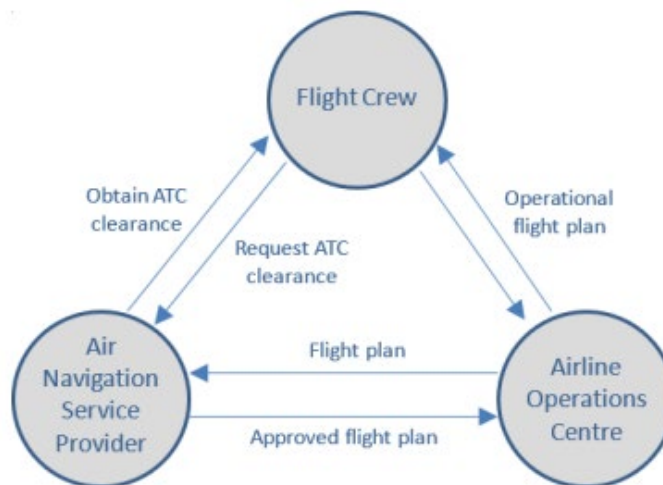 Flight Crew
Obtain ATC
clearance
Operational
flight plan
Request ATC
clearance
Air
Navigation
Service
Provider
Flight plan
Approved flight plan
Airline
Operations
Centre